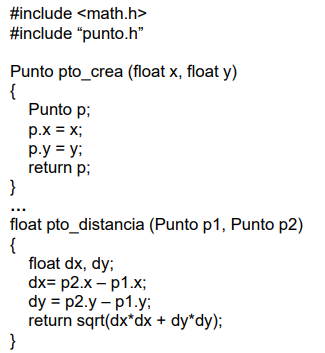 #include <math.h>
#include “punto.h”
Punto pto_crea (float x, float y)
{
Punto p;
p.x = x;
p.y = y;
return p;
}
...
float pto_distancia (Punto p1, Punto p2)
{
float dx, dy;
dx= p2.x – p1.x;
dy = p2.y – p1.y;
return sqrt(dx*dx + dy*dy);
}